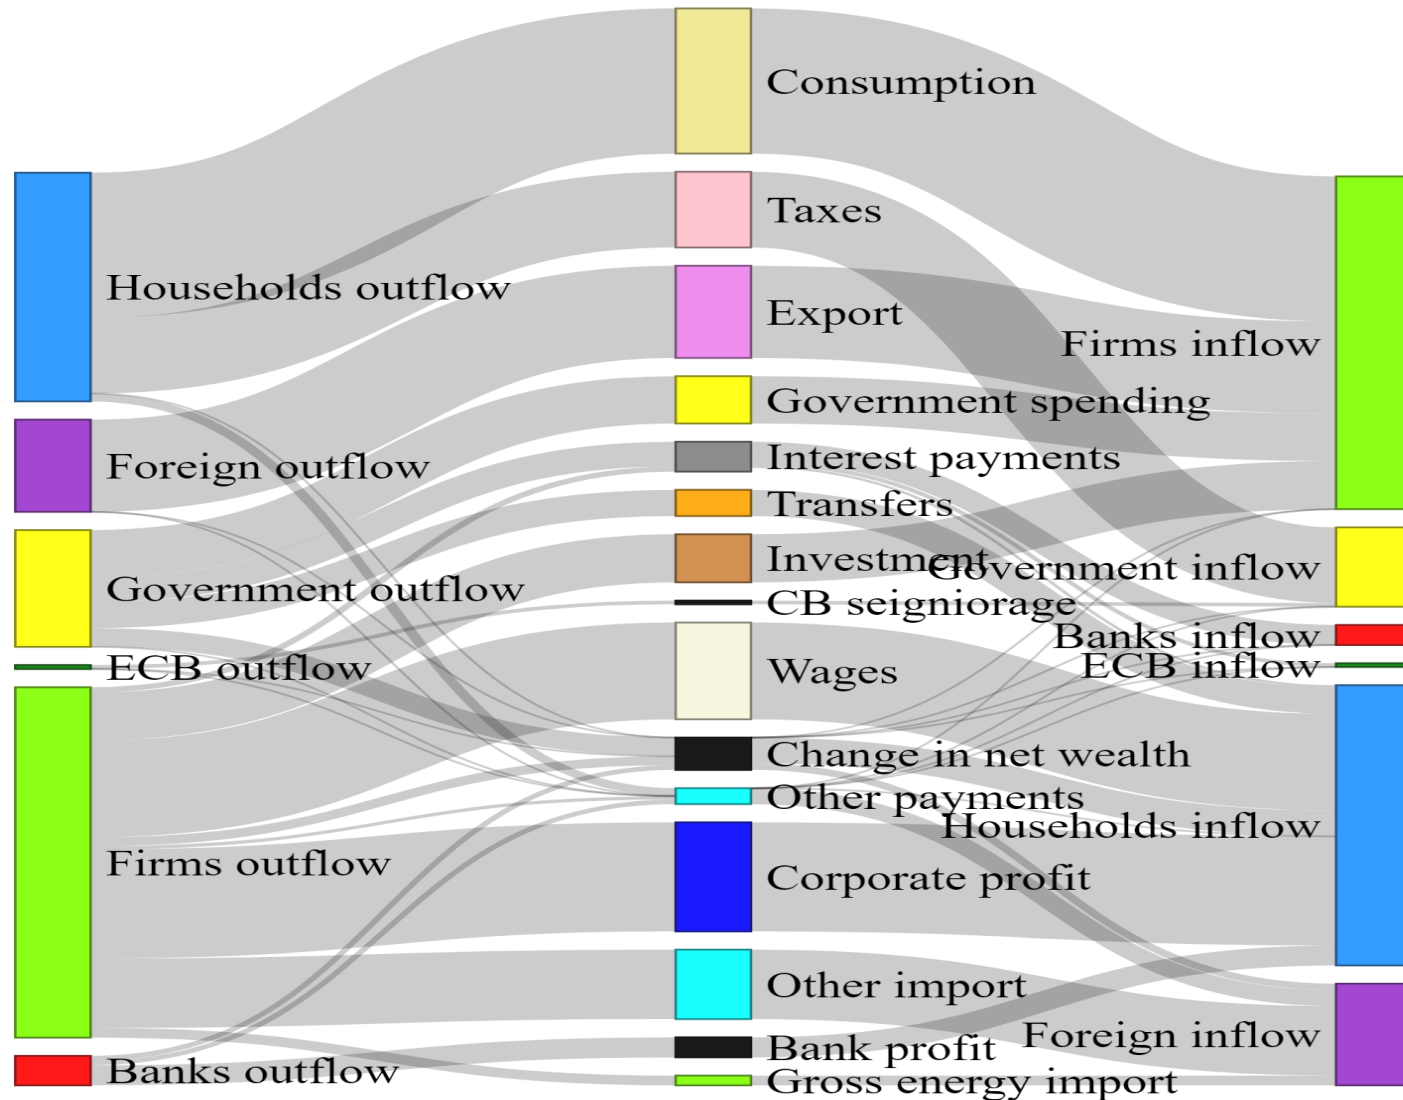 Households outflow
Foreign outflow
Government outflow
ECB outflow
Firms outflow
Banks outflow
Consumption
Taxes
Export
Government spending
Interest payments
Transfers
Investment
CB seigniorage
Wages
Change in net wealth
Other payments
Corporate profit
Other import
Bank profit
Gross energy import
Firms inflow
Government inflow
Banks inflow
ECB inflow
Households inflow
Foreign inflow